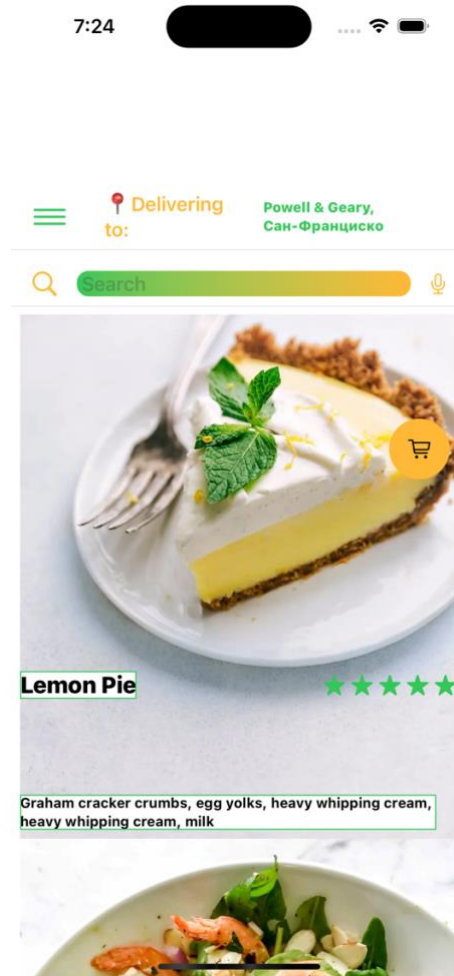 7:24
📍 Delivering
to:
Powell & Geary,
Сан-Франциско
Search
Lemon Pie
Graham cracker crumbs, egg yolks, heavy whipping cream,
heavy whipping cream, milk